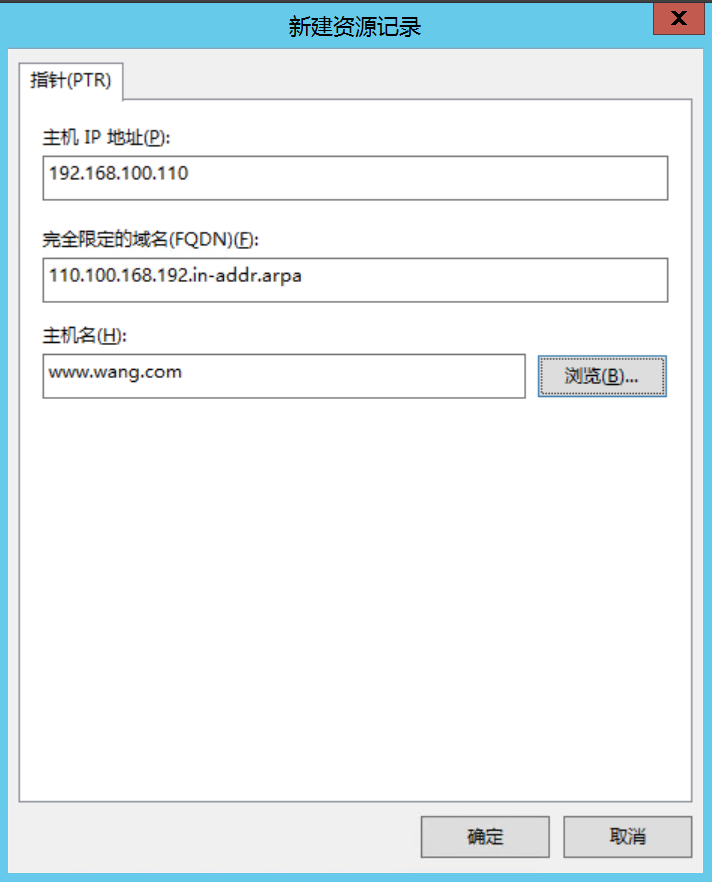 新建资源记录
X
指针(PTR)
主机 IP 地址(P):
192.168.100.110
完全限定的域名(FQDN)(F):
110.100.168.192.in-addr.arpa
主机名(H):
www.wang.com
浏览(B)...
确定
取消